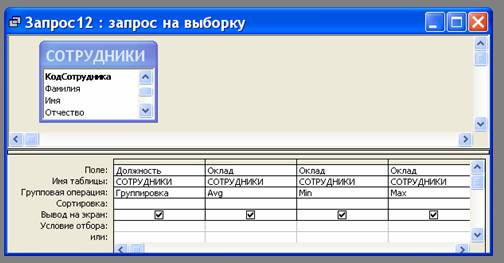 Запрос12 : запрос на выборку
СОТРУДНИКИ
КодСотрудника
Фамилия
Имя
Отчество
Поле: Должность Оклад Оклад Оклад
Имя таблицы: СОТРУДНИКИ СОТРУДНИКИ СОТРУДНИКИ СОТРУДНИКИ
Групповая операция: Группировка Avg Min Max
Сортировка:
Вывод на экран:
Условие отбора:
или: